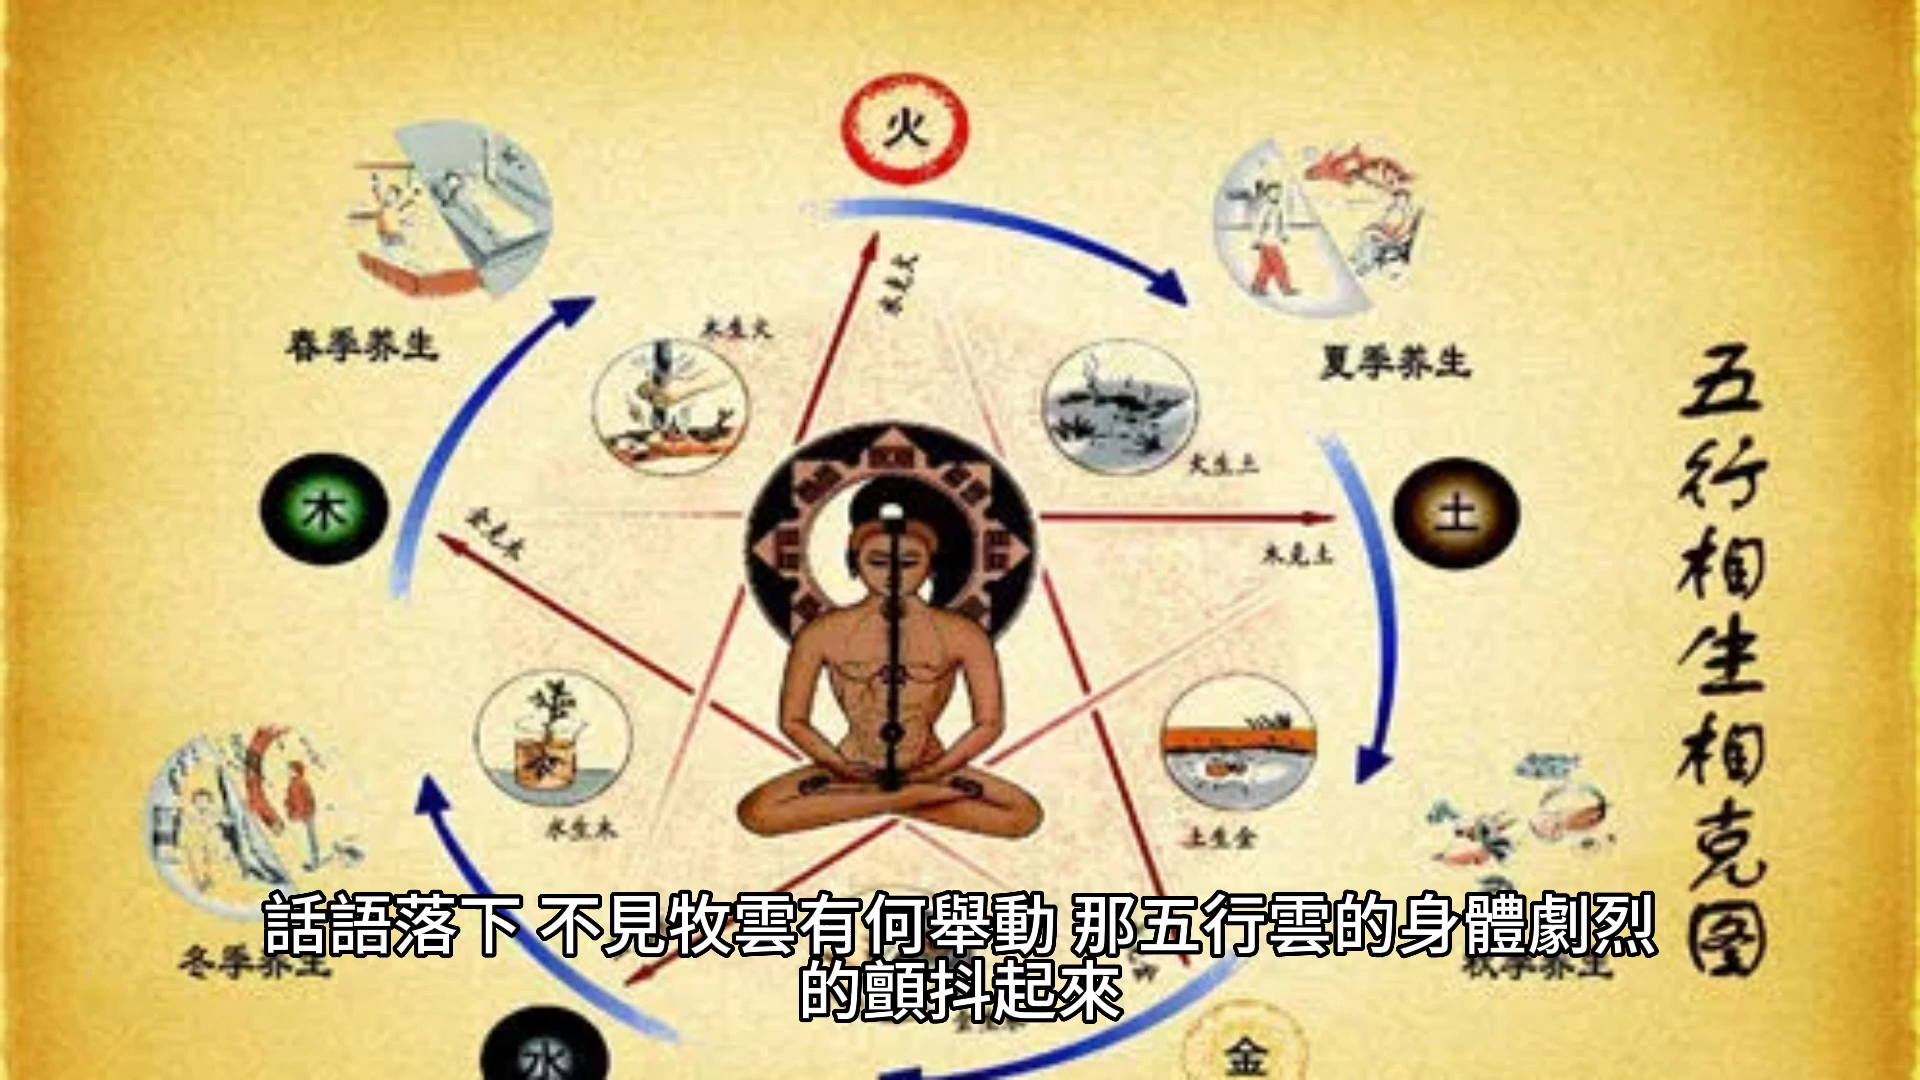 火
春季养生
夏季养生
木生火
火生土
木
土
金克木
木克土
水生木
土生金
五行相生相克图
冬季养生
秋季养生
話語落下 不見牧雲有何舉動 那五行雲的身體劇烈
的顫抖起來
水
金